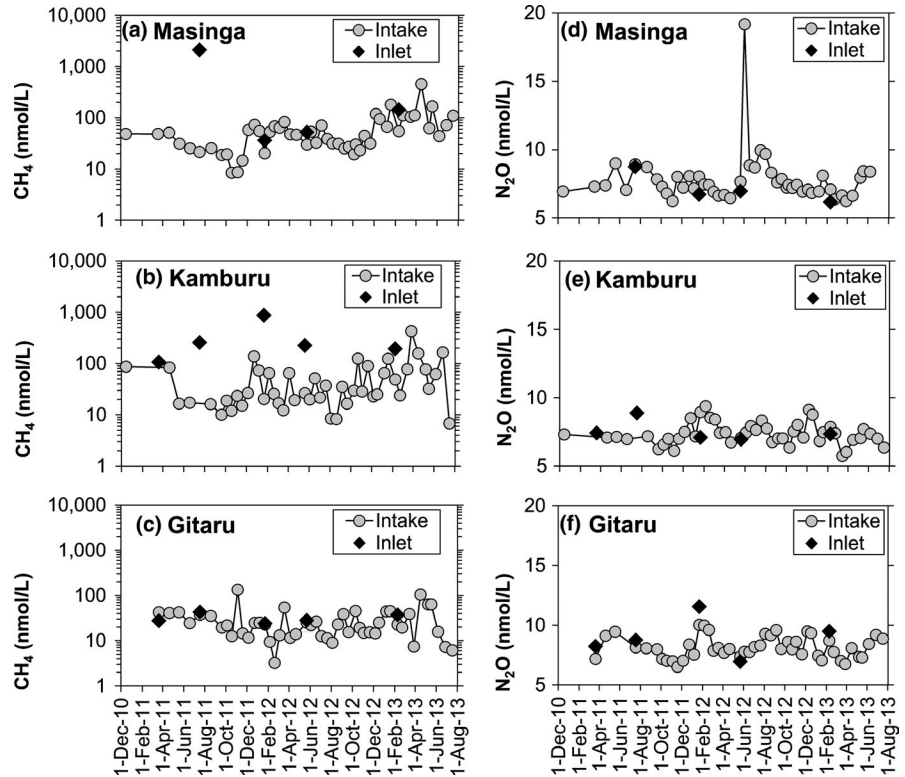 (a) Masinga
Intake
Inlet
10,000
1,000
100
10
1
CH4 (nmol/L)
(d) Masinga
Intake
Inlet
20
15
10
5
N2O (nmol/L)
(b) Kamburu
Intake
Inlet
10,000
1,000
100
10
1
CH4 (nmol/L)
(e) Kamburu
Intake
Inlet
20
15
10
5
N2O (nmol/L)
(c) Gitaru
Intake
Inlet
10,000
1,000
100
10
1
CH4 (nmol/L)
(f) Gitaru
Intake
Inlet
20
15
10
5
N2O (nmol/L)
1-Dec-10
1-Feb-11
1-Apr-11
1-Jun-11
1-Aug-11
1-Oct-11
1-Dec-11
1-Feb-12
1-Apr-12
1-Jun-12
1-Aug-12
1-Oct-12
1-Dec-12
1-Feb-13
1-Apr-13
1-Jun-13
1-Aug-13
1-Dec-10
1-Feb-11
1-Apr-11
1-Jun-11
1-Aug-11
1-Oct-11
1-Dec-11
1-Feb-12
1-Apr-12
1-Jun-12
1-Aug-12
1-Oct-12
1-Dec-12
1-Feb-13
1-Apr-13
1-Jun-13
1-Aug-13